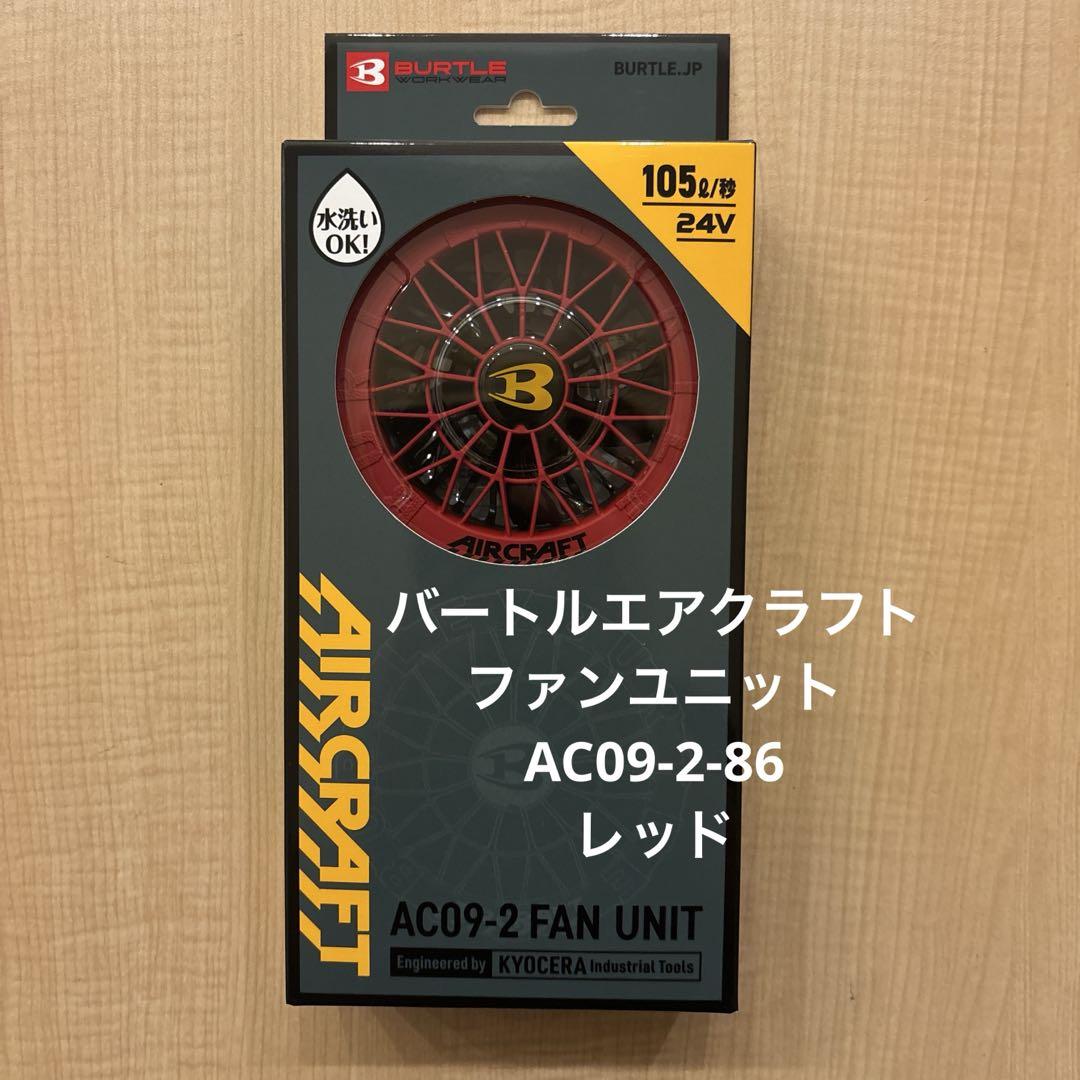 BURTLE
WORKWEAR
BURTLE.JP
水洗い
OK!
105ℓ/秒
24V
B
AIRCRAFT
AIRCRAFT
バートルエアクラフト
ファンユニット
AC09-2-86
レッド
AC09-2 FAN UNIT
Engineered by KYOCERA Industrial Tools